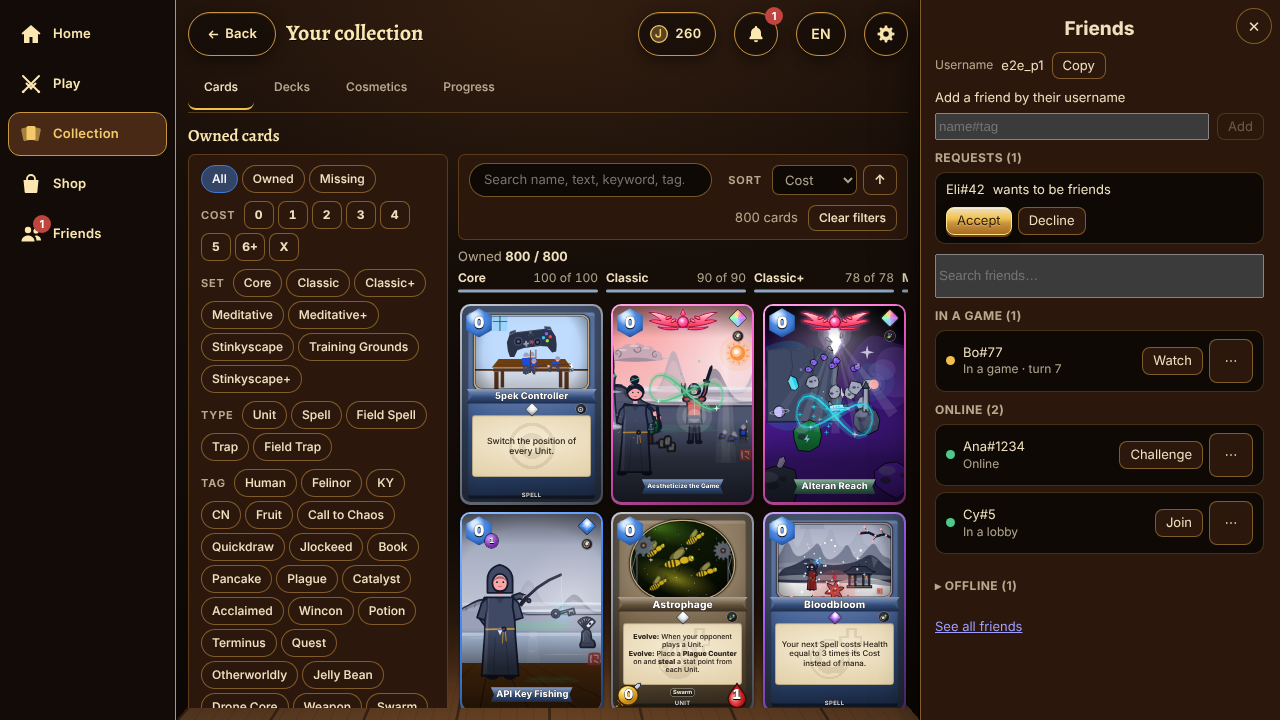 Home
Play
Collection
Shop
1
Friends
← Back
Your collection
J 260
1
EN
Cards Decks Cosmetics Progress
Owned cards
All Owned Missing
COST 0 1 2 3 4
5 6+ X
SET Core Classic Classic+
Meditative Meditative+
Stinkyscape Training Grounds
Stinkyscape+
TYPE Unit Spell Field Spell
Trap Field Trap
TAG Human Felinor KY
CN Fruit Call to Chaos
Quickdraw Jlockeed Book
Pancake Plague Catalyst
Acclaimed Wincon Potion
Terminus Quest
Otherworldly Jelly Bean
Drone Core Weapon Swarm
Search name, text, keyword, tag.
SORT Cost ↑
800 cards Clear filters
Owned 800 / 800
Core 100 of 100 Classic 90 of 90 Classic+ 78 of 78
0
5pek Controller
Switch the position of
every Unit.
SPELL
0
Aestheticize the Game
0
Alteran Reach
0
1
API Key Fishing
0
Astrophage
Evolve: When your opponent
plays a Unit.
Evolve: Place a Plague Counter
on and steal a stat point from
each Unit.
0 Swarm 1
UNIT
0
Bloodbloom
Your next Spell costs Health
equal to 3 times its Cost
instead of mana.
SPELL
Friends
✕
Username e2e_p1 Copy
Add a friend by their username
name#tag Add
REQUESTS (1)
Eli#42 wants to be friends
Accept Decline
Search friends…
IN A GAME (1)
Bo#77
In a game · turn 7
Watch ···
ONLINE (2)
Ana#1234
Online
Challenge ···
Cy#5
In a lobby
Join ···
▸ OFFLINE (1)
See all friends